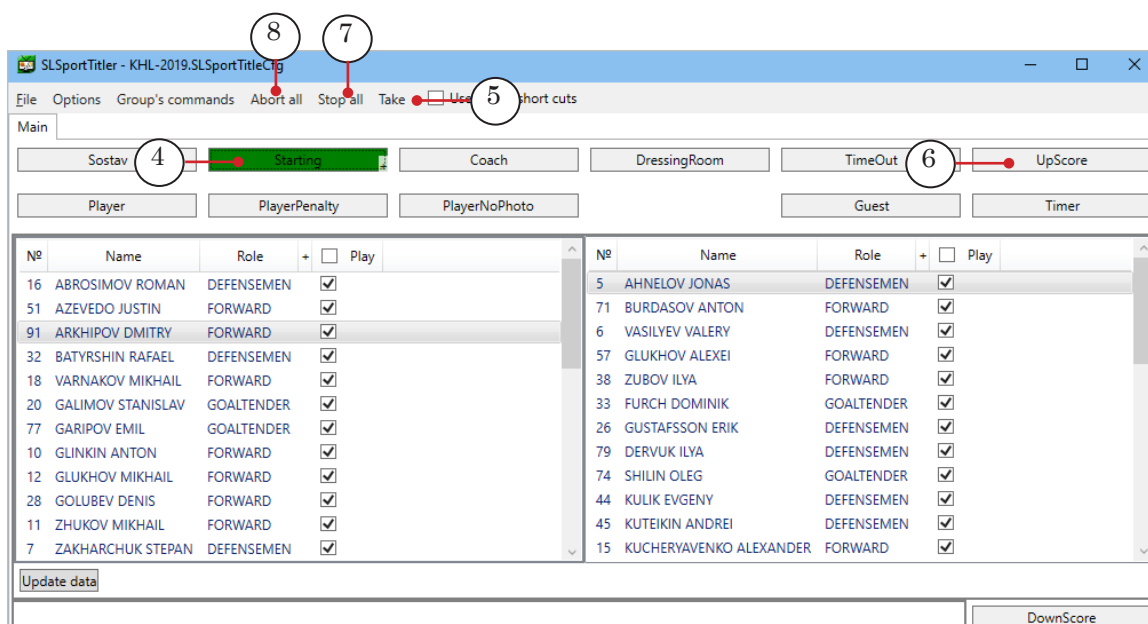 8 7
SLSportTitler - KHL-2019.SLSportTitleCfg
File Options Group's commands Abort all Stop all Take 5 Use short cuts
Main
Sostav 4 Starting Coach DressingRoom TimeOut 6 UpScore
Player PlayerPenalty PlayerNoPhoto Guest Timer
Nº Name Role + Play Nº Name Role + Play
16 ABROSIMOV ROMAN DEFENSEMEN 5 AHNELOV JONAS DEFENSEMEN
51 AZEVEDO JUSTIN FORWARD 71 BURDASOV ANTON FORWARD
91 ARKHIPOV DMITRY FORWARD 6 VASILYEV VALERY DEFENSEMEN
32 BATYRSHIN RAFAEL DEFENSEMEN 57 GLUKHOV ALEXEI FORWARD
18 VARNAKOV MIKHAIL FORWARD 38 ZUBOV ILYA FORWARD
20 GALIMOV STANISLAV GOALTENDER 33 FURCH DOMINIK GOALTENDER
77 GARIPOV EMIL GOALTENDER 26 GUSTAFSSON ERIK DEFENSEMEN
10 GLINKIN ANTON FORWARD 79 DERVUK ILYA DEFENSEMEN
12 GLUKHOV MIKHAIL FORWARD 74 SHILIN OLEG GOALTENDER
28 GOLUBEV DENIS FORWARD 44 KULIK EVGENY DEFENSEMEN
11 ZHUKOV MIKHAIL FORWARD 45 KUTEIKIN ANDREI DEFENSEMEN
7 ZAKHARCHUK STEPAN DEFENSEMEN 15 KUCHERYAVENKO ALEXANDER FORWARD
Update data
DownScore